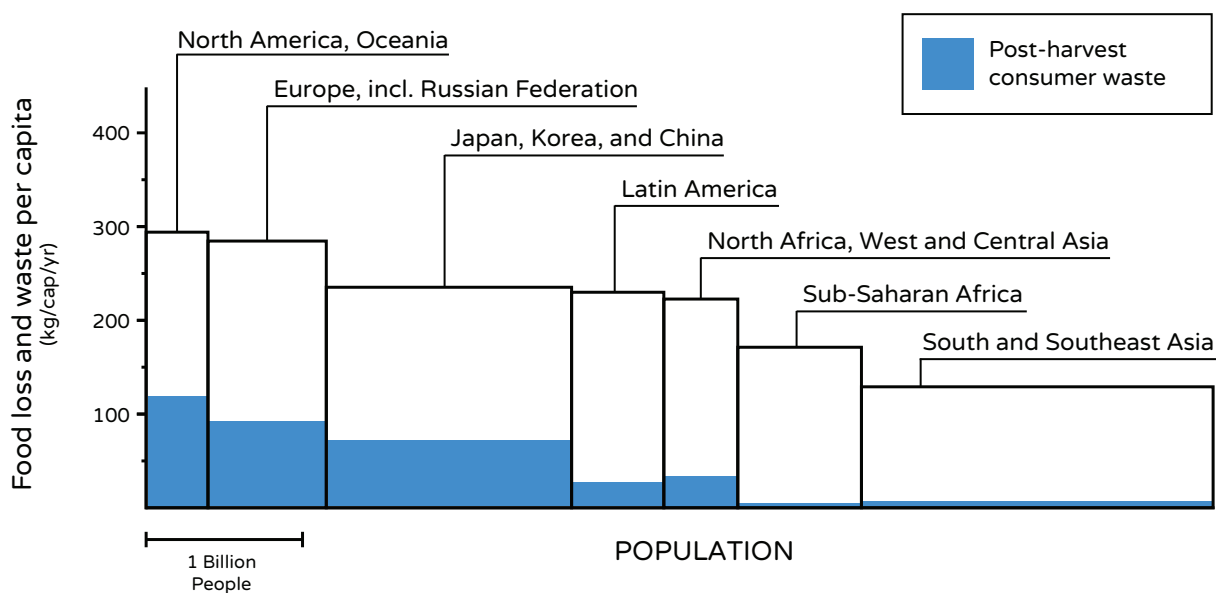 North America, Oceania
Post-harvest
consumer waste
Europe, incl. Russian Federation
Japan, Korea, and China
Latin America
North Africa, West and Central Asia
Sub-Saharan Africa
South and Southeast Asia
Food loss and waste per capita
(kg/cap/yr)
400
300
200
100
1 Billion
People
POPULATION